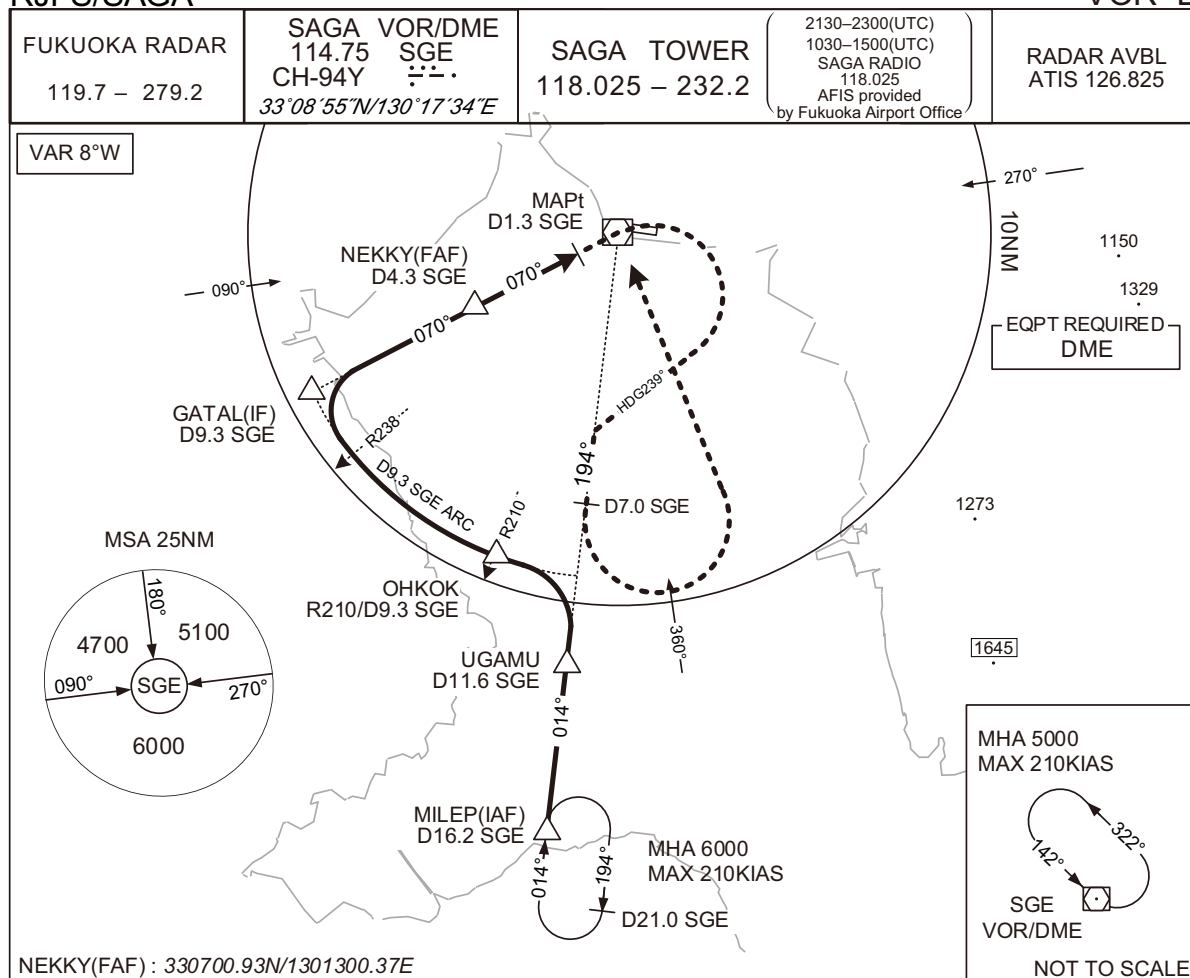 RJFS/SAGA
FUKUOKA RADAR
119.7 – 279.2
SAGA VOR/DME
114.75 SGE
CH-94Y
33°08′55″N/130°17′34″E
SAGA TOWER
118.025 – 232.2
2130–2300(UTC)
1030–1500(UTC)
SAGA RADIO
118.025
AFIS provided
by Fukuoka Airport Office
RADAR AVBL
ATIS 126.825
VAR 8°W
270°
10NM
MAPt
D1.3 SGE
NEKKY(FAF)
D4.3 SGE
070°
070°
090°
1150
1329
EQPT REQUIRED
DME
HDG239°
GATAL(IF)
D9.3 SGE
R238
D9.3 SGE ARC
194°
D7.0 SGE
R210
1273
MSA 25NM
180°
4700
5100
090°
SGE
270°
6000
OHKOK
R210/D9.3 SGE
360°
1645
UGAMU
D11.6 SGE
014°
MILEP(IAF)
D16.2 SGE
014°
194°
MHA 6000
MAX 210KIAS
D21.0 SGE
MHA 5000
MAX 210KIAS
322°
142°
SGE
VOR/DME
NOT TO SCALE
NEKKY(FAF) : 330700.93N/1301300.37E